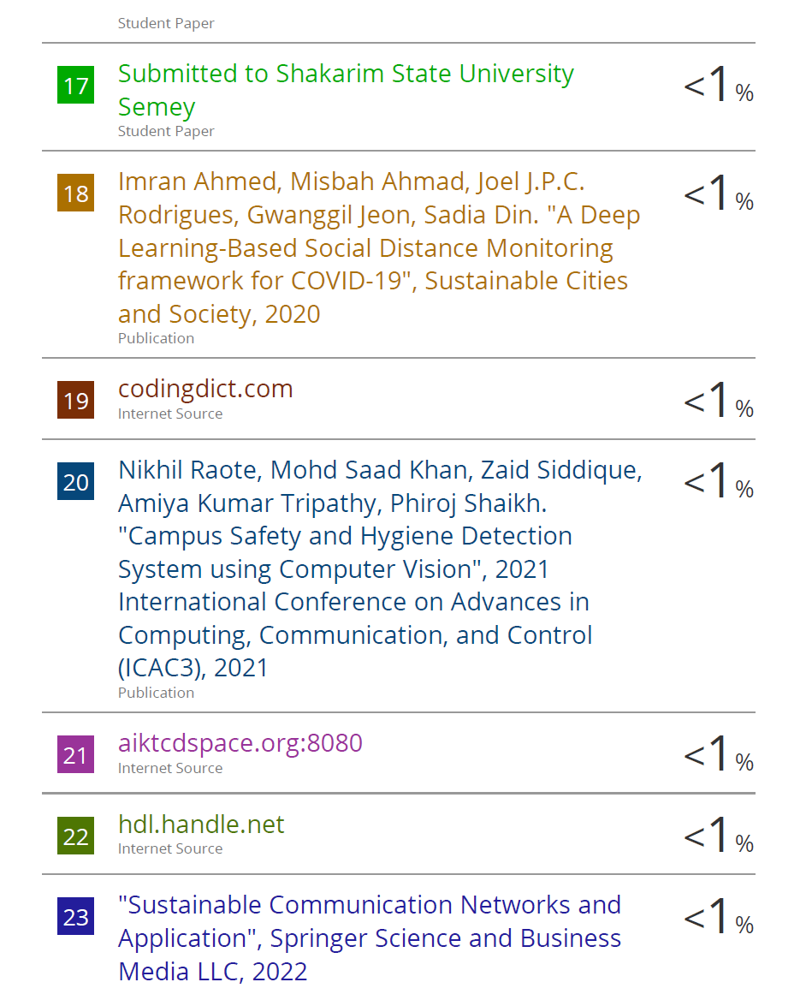 Student Paper
17
Submitted to Shakarim State University
Semey
Student Paper
<1%
18
Imran Ahmed, Misbah Ahmad, Joel J.P.C.
Rodrigues, Gwanggil Jeon, Sadia Din. "A Deep
Learning-Based Social Distance Monitoring
framework for COVID-19", Sustainable Cities
and Society, 2020
Publication
<1%
19
codingdict.com
Internet Source
<1%
20
Nikhil Raote, Mohd Saad Khan, Zaid Siddique,
Amiya Kumar Tripathy, Phiroj Shaikh.
"Campus Safety and Hygiene Detection
System using Computer Vision", 2021
International Conference on Advances in
Computing, Communication, and Control
(ICAC3), 2021
Publication
<1%
21
aiktcdspace.org:8080
Internet Source
<1%
22
hdl.handle.net
Internet Source
<1%
23
"Sustainable Communication Networks and
Application", Springer Science and Business
Media LLC, 2022
<1%